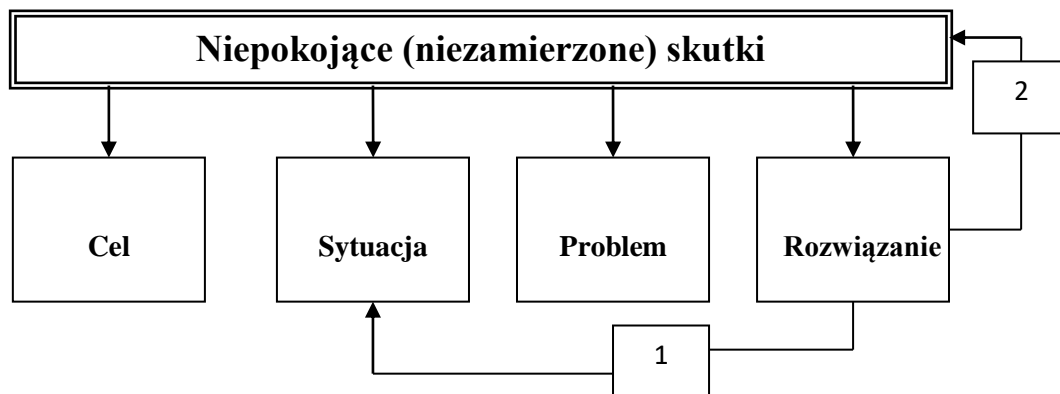 Niepokojące (niezamierzone) skutki
2
Cel
Sytuacja
Problem
Rozwiązanie
1